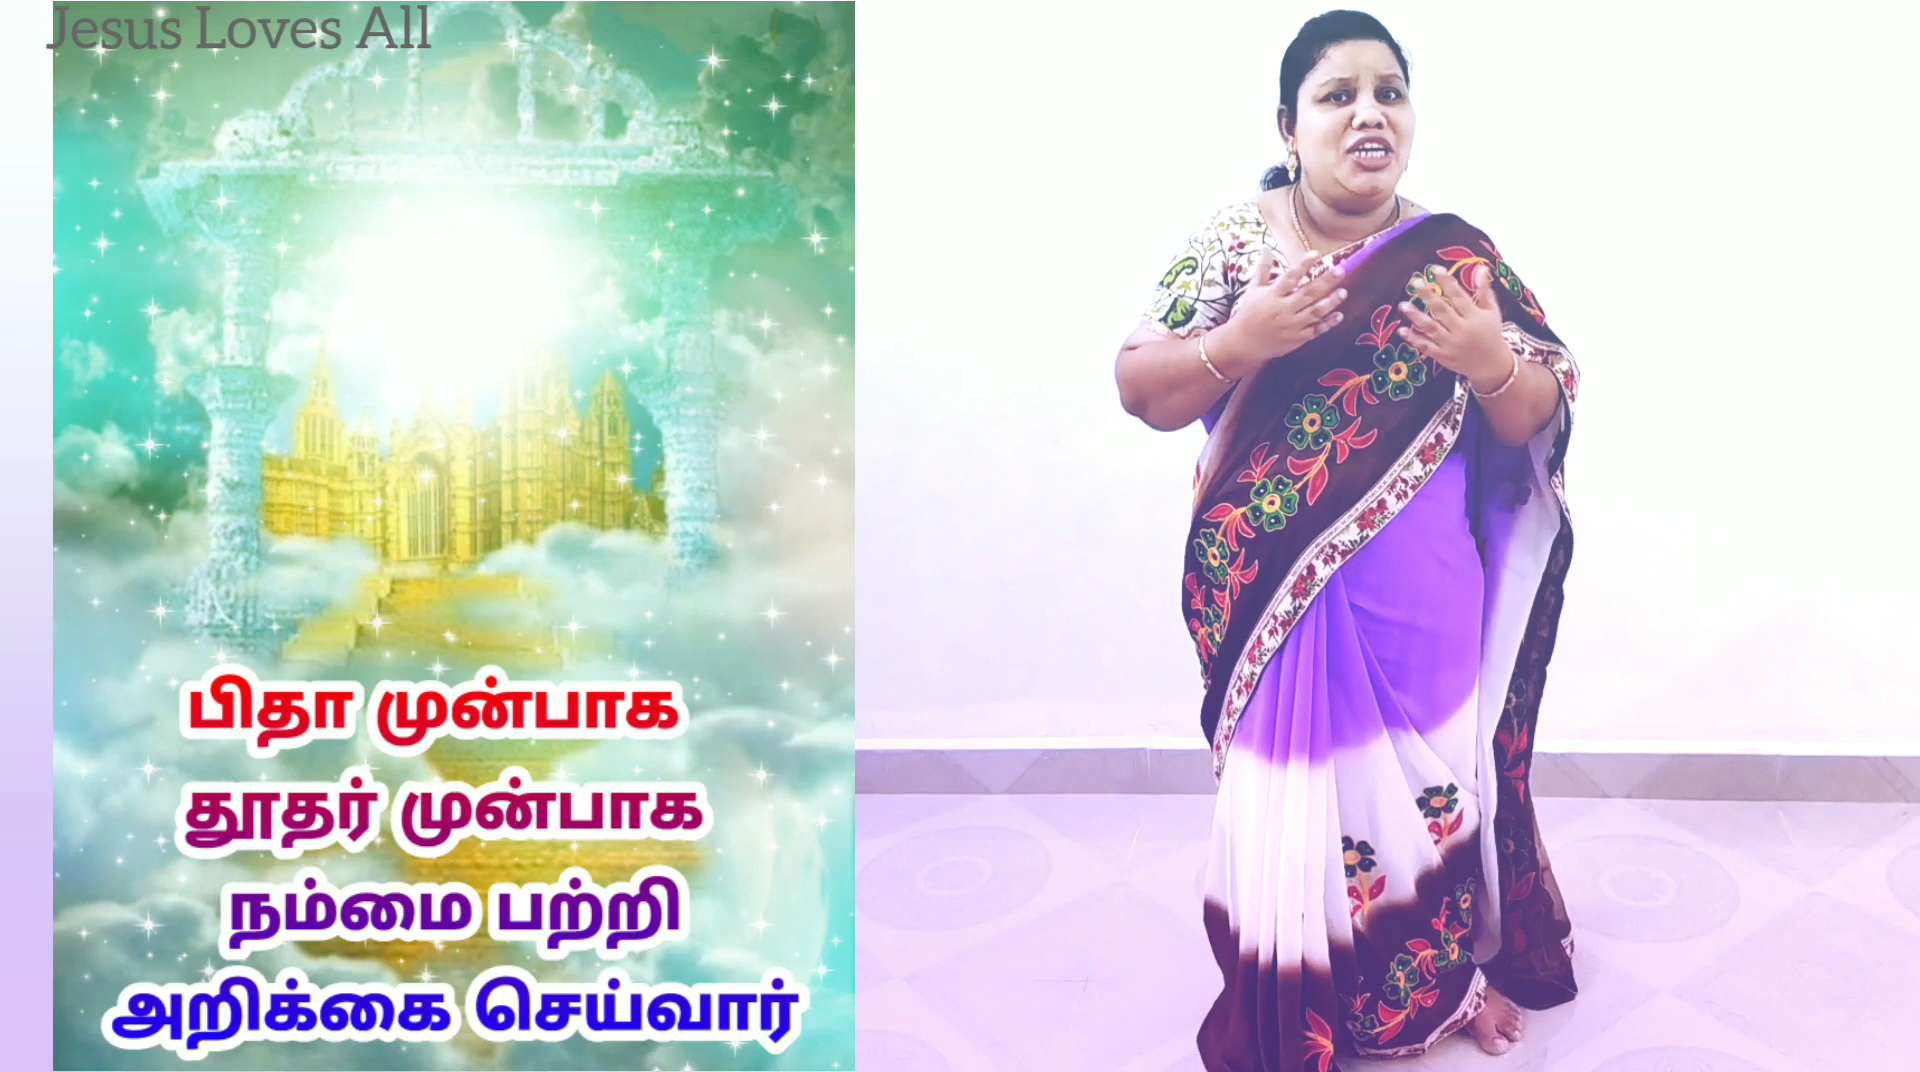 Jesus Loves All
பிதா முன்பாக
தூதர் முன்பாக
நம்மை பற்றி
அறிக்கை செய்வார்